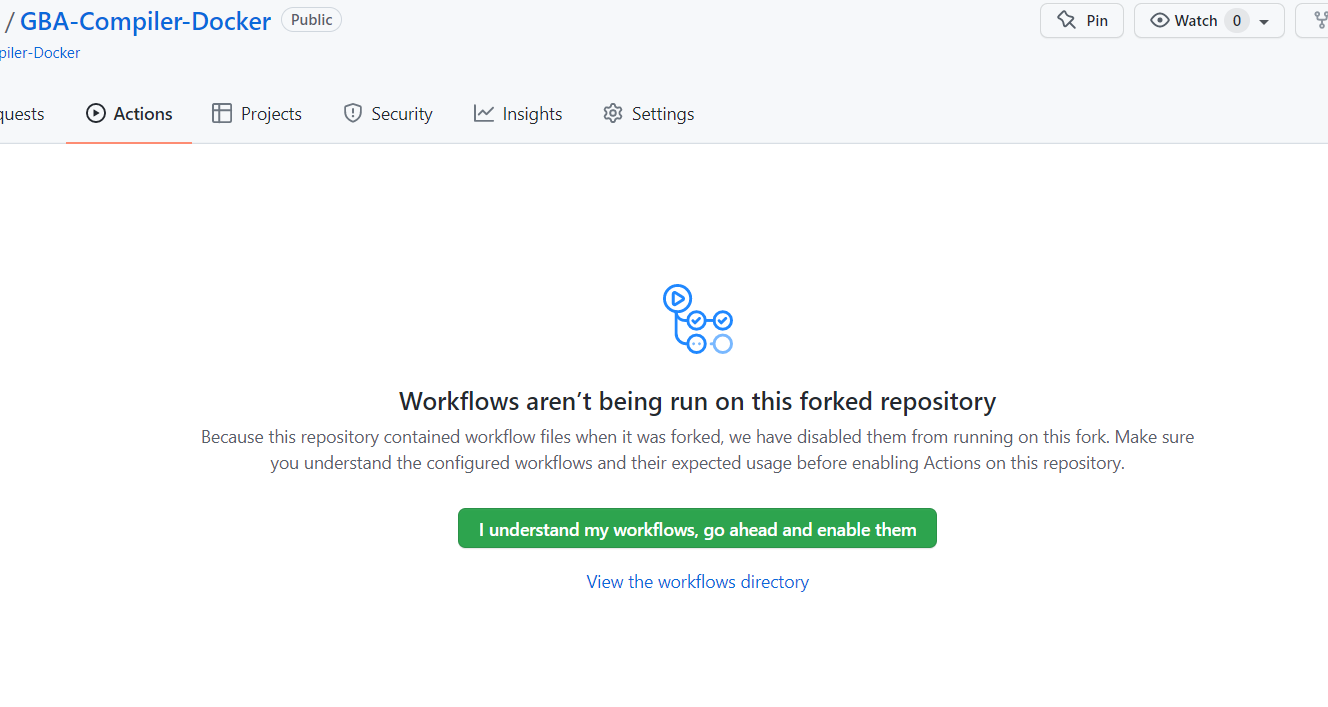 / GBA-Compiler-Docker Public Pin Watch 0
piler-Docker
quests Actions Projects Security Insights Settings
Workflows aren’t being run on this forked repository
Because this repository contained workflow files when it was forked, we have disabled them from running on this fork. Make sure
you understand the configured workflows and their expected usage before enabling Actions on this repository.
I understand my workflows, go ahead and enable them
View the workflows directory